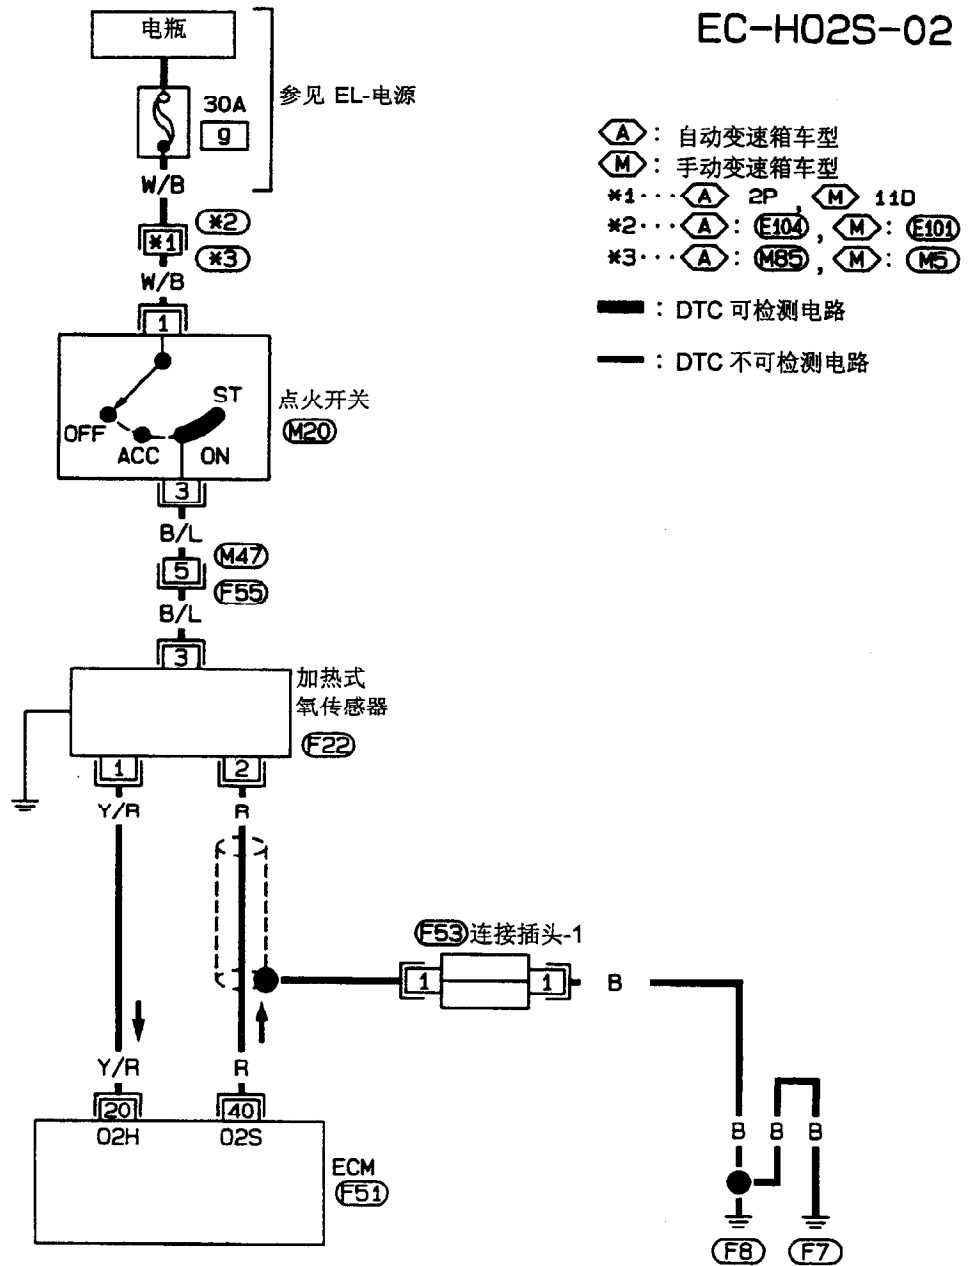 EC-HO2S-02
电瓶
参见 EL-电源
30A
g
W/B
*2
*1
*3
W/B
1
A : 自动变速箱车型
M : 手动变速箱车型
*1··· A 2P , M 11D
*2··· A : E104 , M : E101
*3··· A : M85 , M : M5
: DTC 可检测电路
: DTC 不可检测电路
ST
OFF
ACC ON
点火开关
M20
3
B/L
M47
5
F55
B/L
3
加热式
氧传感器
F22
1 2
Y/R R
F53 连接插头-1
1 1 B
Y/R R
20 40
O2H O2S
ECM
F51
B B B
F8 F7